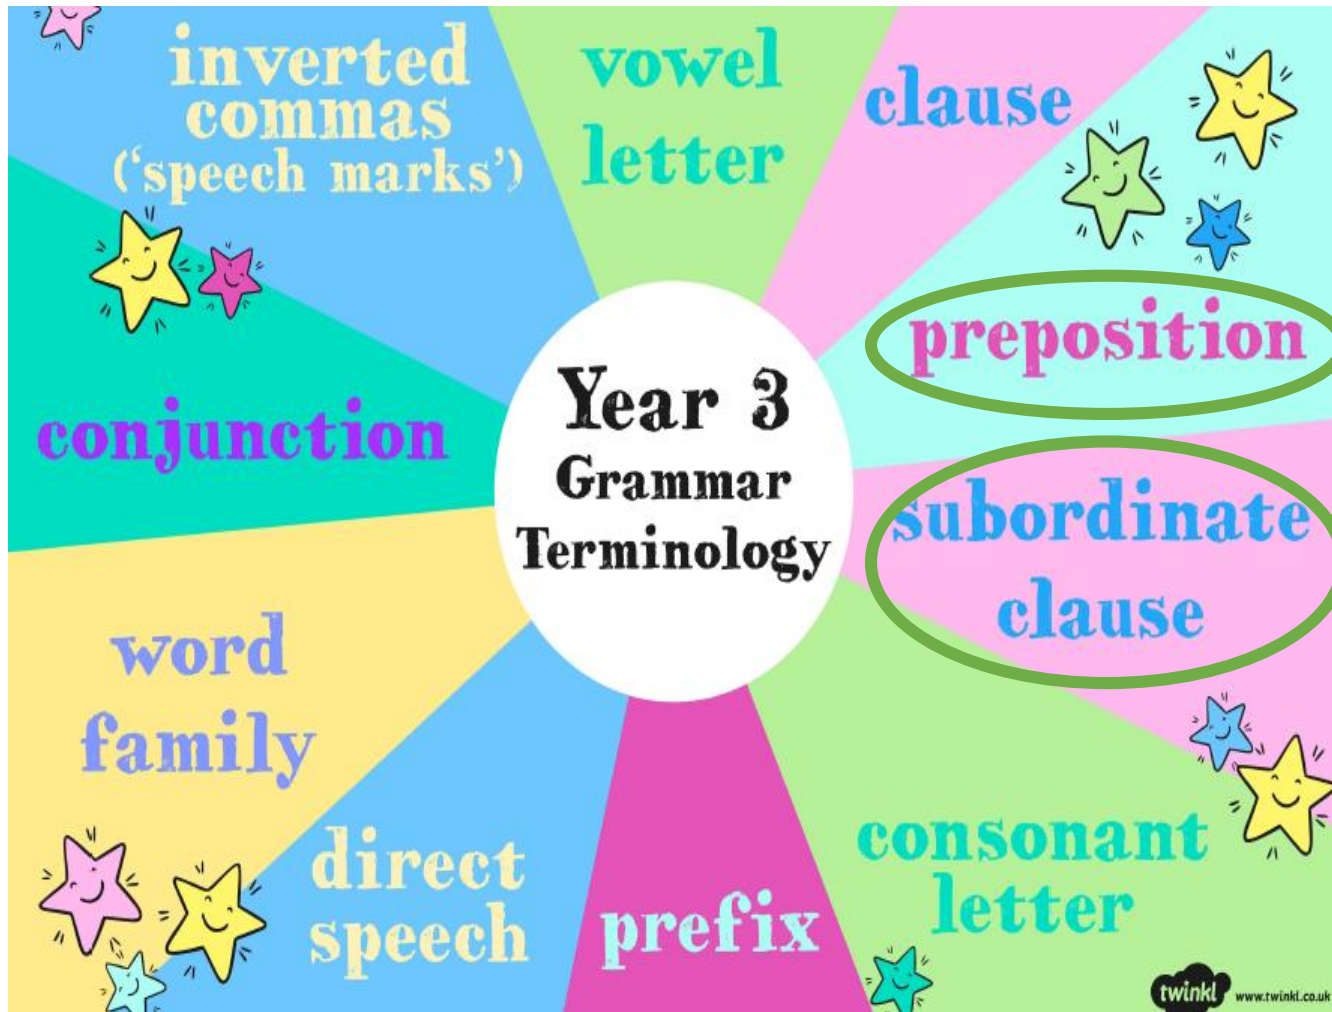 inverted
commas
(‘speech marks’)
vowel
letter
clause
preposition
conjunction
Year 3
Grammar
Terminology
subordinate
clause
word
family
direct
speech
prefix
consonant
letter
twinkl www.twinkl.co.uk